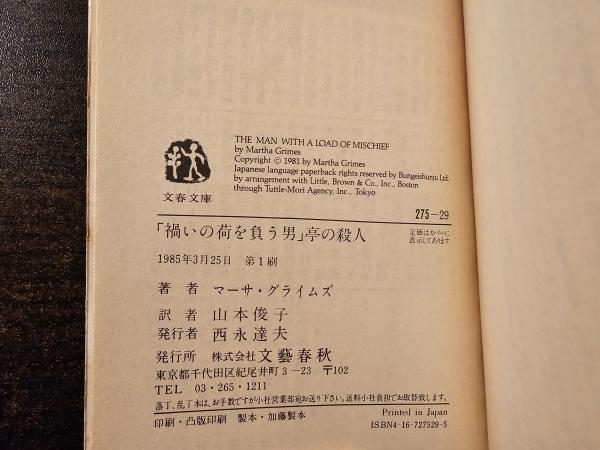 THE MAN WITH A LOAD OF MISCHIEF
by Martha Grimes
Copyright © 1981 by Martha Grimes
Japanese language paperback rights reserved by Bungeishunju Ltd.
by arrangement with Little, Brown & Co., Inc., Boston
through Tuttle-Mori Agency, Inc., Tokyo
文春文庫
275-29
「禍いの荷を負う男」亭の殺人
定価はカバーに
表示してあります
1985年3月25日 第1刷
著者 マーサ・グライムズ
訳者 山本俊子
発行者 西永達夫
発行所 株式会社 文藝春秋
東京都千代田区紀尾井町3-23 〒102
TEL 03・265・1211
落丁、乱丁本は、お手数ですが小社営業部宛お送り下さい。送料小社負担でお取替致します。
印刷・凸版印刷 製本・加藤製本
Printed in Japan
ISBN4-16-727529-5